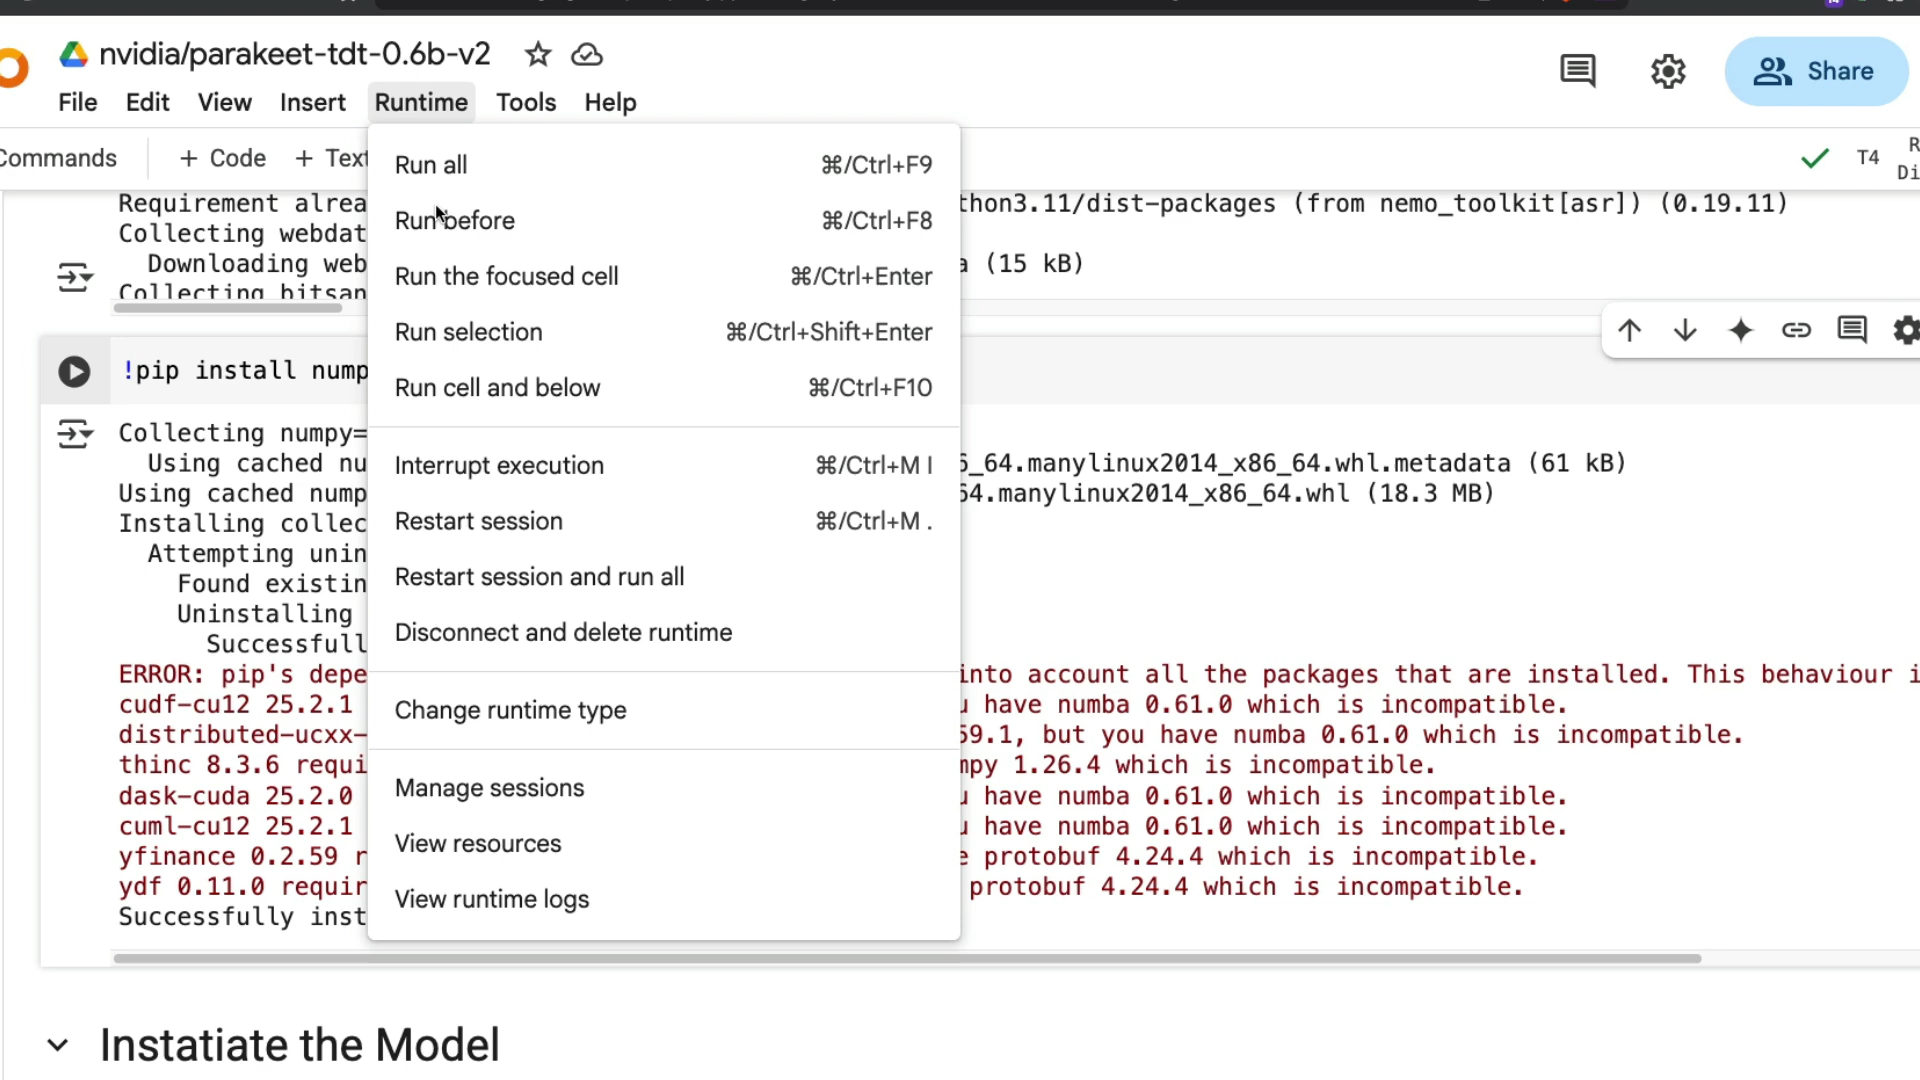 nvidia/parakeet-tdt-0.6b-v2
Share
File Edit View Insert Runtime Tools Help
Commands + Code + Text
T4
Run all ⌘/Ctrl+F9
Run before ⌘/Ctrl+F8
Run the focused cell ⌘/Ctrl+Enter
Run selection ⌘/Ctrl+Shift+Enter
Run cell and below ⌘/Ctrl+F10
Interrupt execution ⌘/Ctrl+M I
Restart session ⌘/Ctrl+M .
Restart session and run all
Disconnect and delete runtime
Change runtime type
Manage sessions
View resources
View runtime logs
Requirement alrea thon3.11/dist-packages (from nemo_toolkit[asr]) (0.19.11)
Collecting webdat
Downloading web a (15 kB)
Collecting bitsan
!pip install nump
Collecting numpy=
Using cached nu 6_64.manylinux2014_x86_64.whl.metadata (61 kB)
Using cached nump 64.manylinux2014_x86_64.whl (18.3 MB)
Installing collec
Attempting unin
Found existin
Uninstalling
Successfull
ERROR: pip's depe into account all the packages that are installed. This behaviour i
cudf-cu12 25.2.1 u have numba 0.61.0 which is incompatible.
distributed-ucxx- 59.1, but you have numba 0.61.0 which is incompatible.
thinc 8.3.6 requi mpy 1.26.4 which is incompatible.
dask-cuda 25.2.0 u have numba 0.61.0 which is incompatible.
cuml-cu12 25.2.1 u have numba 0.61.0 which is incompatible.
yfinance 0.2.59 r e protobuf 4.24.4 which is incompatible.
ydf 0.11.0 requir protobuf 4.24.4 which is incompatible.
Successfully inst
Instatiate the Model